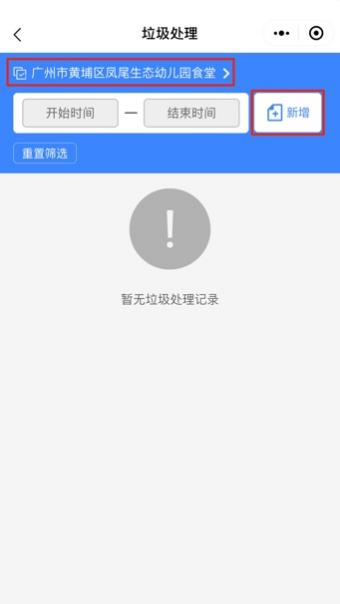 垃圾处理
广州市黄埔区凤尾生态幼儿园食堂
开始时间 — 结束时间 新增
重置筛选
暂无垃圾处理记录